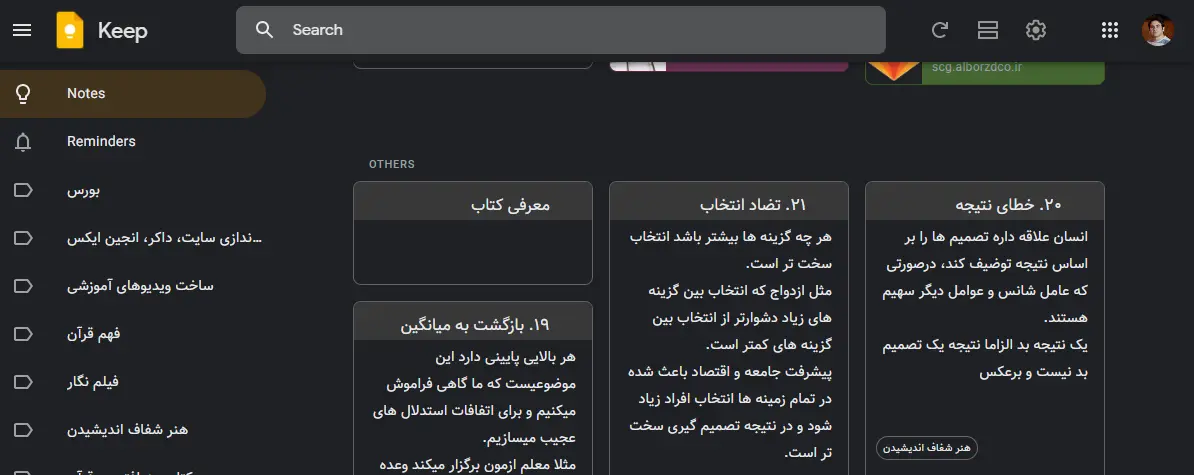 Keep
Search
scg.alborzdco.ir
Notes
Reminders
بورس
ندازی سایت، داکر، انجین ایکس...
ساخت ویدیوهای آموزشی
فهم قرآن
فیلم نگار
هنر شفاف اندیشیدن
OTHERS
معرفی کتاب
۱۹. بازگشت به میانگین
هر بالایی پایینی دارد این
موضوعیست که ما گاهی فراموش
میکنیم و برای اتفافات استدلال های
عجیب میسازیم.
مثلا معلم ازمون برگزار میکند وعده
۲۱. تضاد انتخاب
هر چه گزینه ها بیشتر باشد انتخاب
سخت تر است.
مثل ازدواج که انتخاب بین گزینه
های زیاد دشوارتر از انتخاب بین
گزینه های کمتر است.
پیشرفت جامعه و اقتصاد باعث شده
در تمام زمینه ها انتخاب افراد زیاد
شود و در نتیجه تصمیم گیری سخت
تر است.
۲۰. خطای نتیجه
انسان علاقه داره تصمیم ها را بر
اساس نتیجه توضیف کند، درصورتی
که عامل شانس و عوامل دیگر سهیم
هستند.
یک نتیجه بد الزاما نتیجه یک تصمیم
بد نیست و برعکس
هنر شفاف اندیشیدن